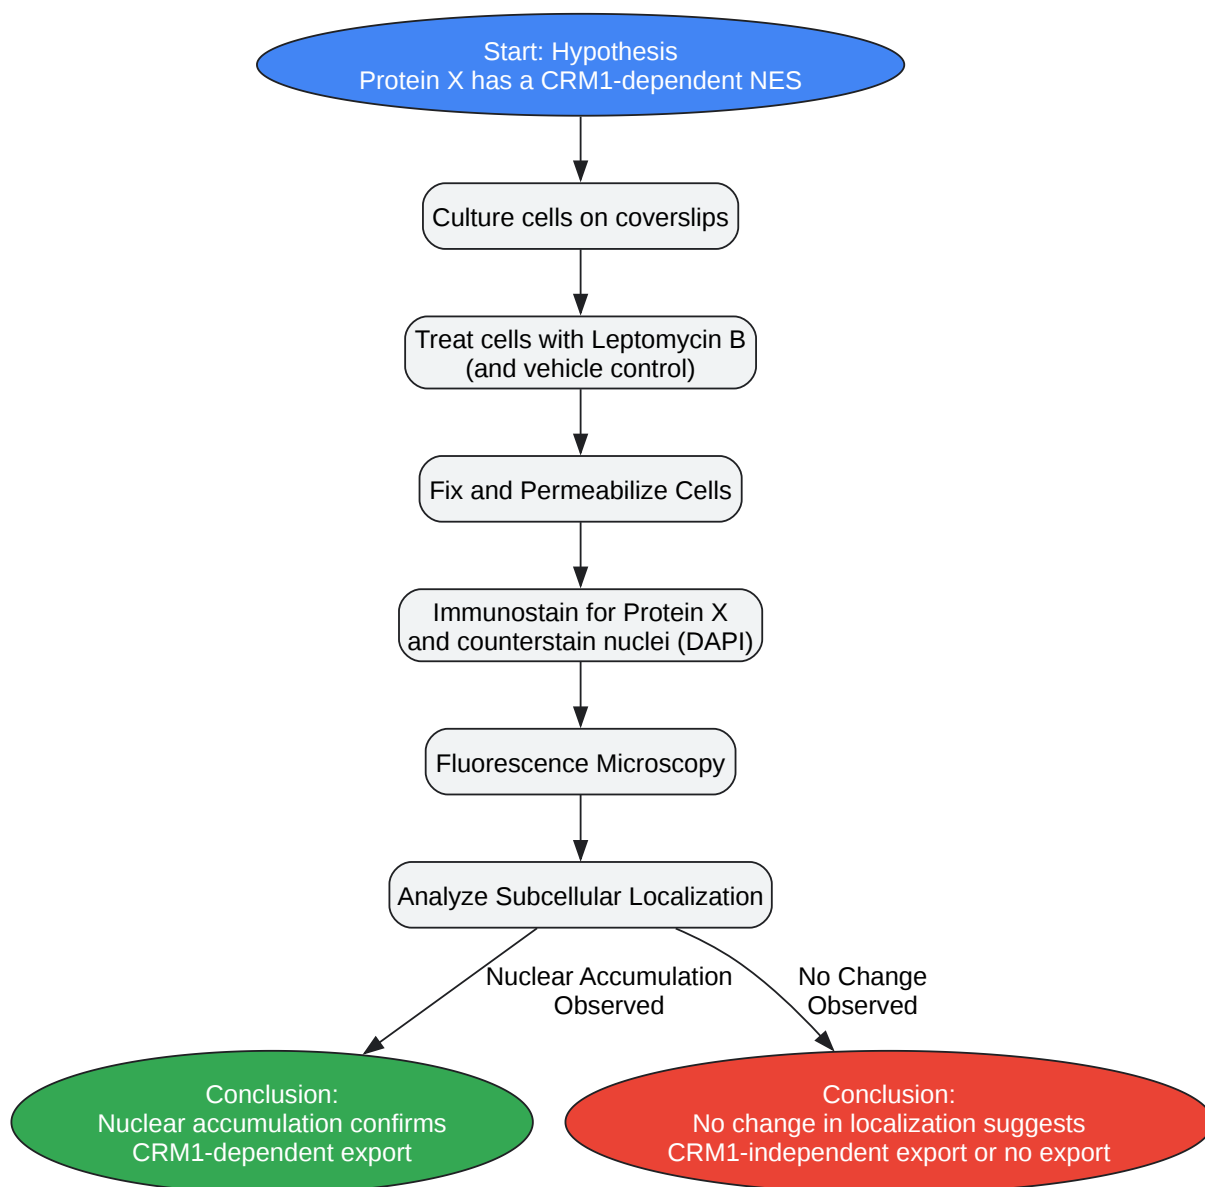 Start: Hypothesis
Protein X has a CRM1-dependent NES
Culture cells on coverslips
Treat cells with Leptomycin B
(and vehicle control)
Fix and Permeabilize Cells
Immunostain for Protein X
and counterstain nuclei (DAPI)
Fluorescence Microscopy
Analyze Subcellular Localization
Nuclear Accumulation
Observed
No Change
Observed
Conclusion:
Nuclear accumulation confirms
CRM1-dependent export
Conclusion:
No change in localization suggests
CRM1-independent export or no export